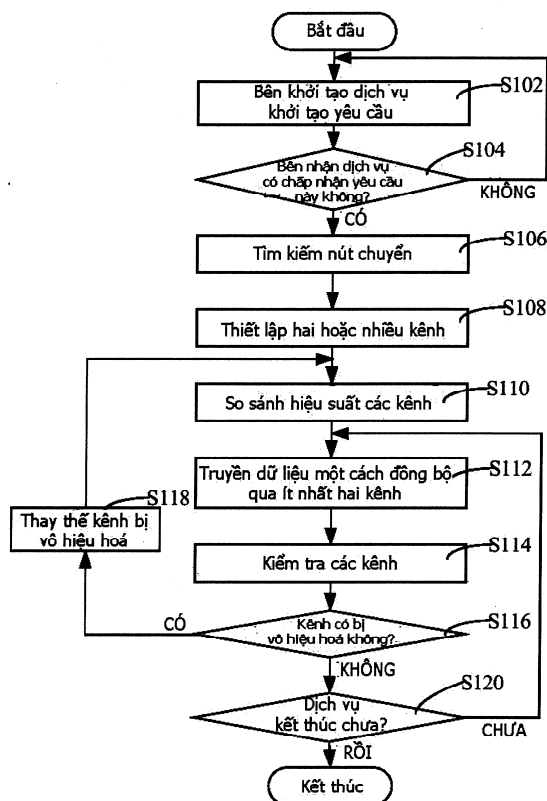 Bắt đầu
Bên khởi tạo dịch vụ
khởi tạo yêu cầu
S102
Bên nhận dịch vụ
có chấp nhận yêu cầu
này không?
S104
KHÔNG
CÓ
Tìm kiếm nút chuyển
S106
Thiết lập hai hoặc nhiều kênh
S108
So sánh hiệu suất các kênh
S110
Truyền dữ liệu một cách đồng bộ
qua ít nhất hai kênh
S112
S118
Thay thế kênh bị
vô hiệu hoá
Kiểm tra các kênh
S114
CÓ
Kênh có bị
vô hiệu hoá không?
S116
KHÔNG
Dịch vụ
kết thúc chưa?
S120
CHƯA
RỒI
Kết thúc